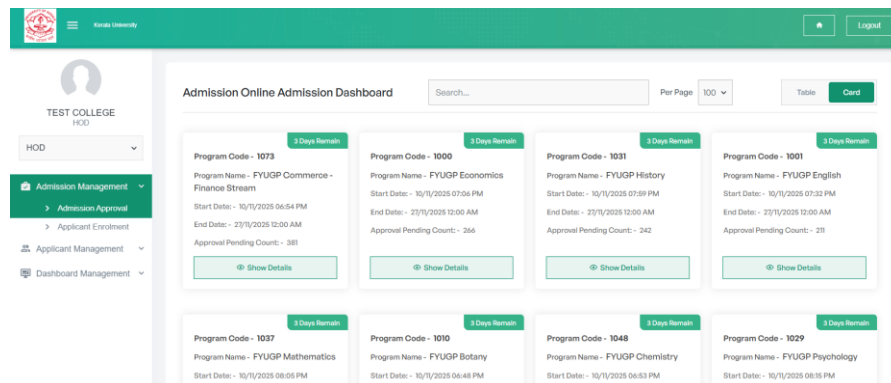 Kerala University
Logout
TEST COLLEGE
HOD
HOD
Admission Management
Admission Approval
Applicant Enrolment
Applicant Management
Dashboard Management
Admission Online Admission Dashboard
Search...
Per Page
100
Table
Card
3 Days Remain
Program Code - 1073
Program Name - FYUGP Commerce -
Finance Stream
Start Date: - 10/11/2025 06:54 PM
End Date: - 27/11/2025 12:00 AM
Approval Pending Count: - 381
Show Details
3 Days Remain
Program Code - 1000
Program Name - FYUGP Economics
Start Date: - 10/11/2025 07:06 PM
End Date: - 27/11/2025 12:00 AM
Approval Pending Count: - 266
Show Details
3 Days Remain
Program Code - 1031
Program Name - FYUGP History
Start Date: - 10/11/2025 07:59 PM
End Date: - 27/11/2025 12:00 AM
Approval Pending Count: - 242
Show Details
3 Days Remain
Program Code - 1001
Program Name - FYUGP English
Start Date: - 10/11/2025 07:32 PM
End Date: - 27/11/2025 12:00 AM
Approval Pending Count: - 211
Show Details
3 Days Remain
Program Code - 1037
Program Name - FYUGP Mathematics
Start Date: - 10/11/2025 08:05 PM
3 Days Remain
Program Code - 1010
Program Name - FYUGP Botany
Start Date: - 10/11/2025 06:48 PM
3 Days Remain
Program Code - 1048
Program Name - FYUGP Chemistry
Start Date: - 10/11/2025 06:53 PM
3 Days Remain
Program Code - 1029
Program Name - FYUGP Psychology
Start Date: - 10/11/2025 08:15 PM